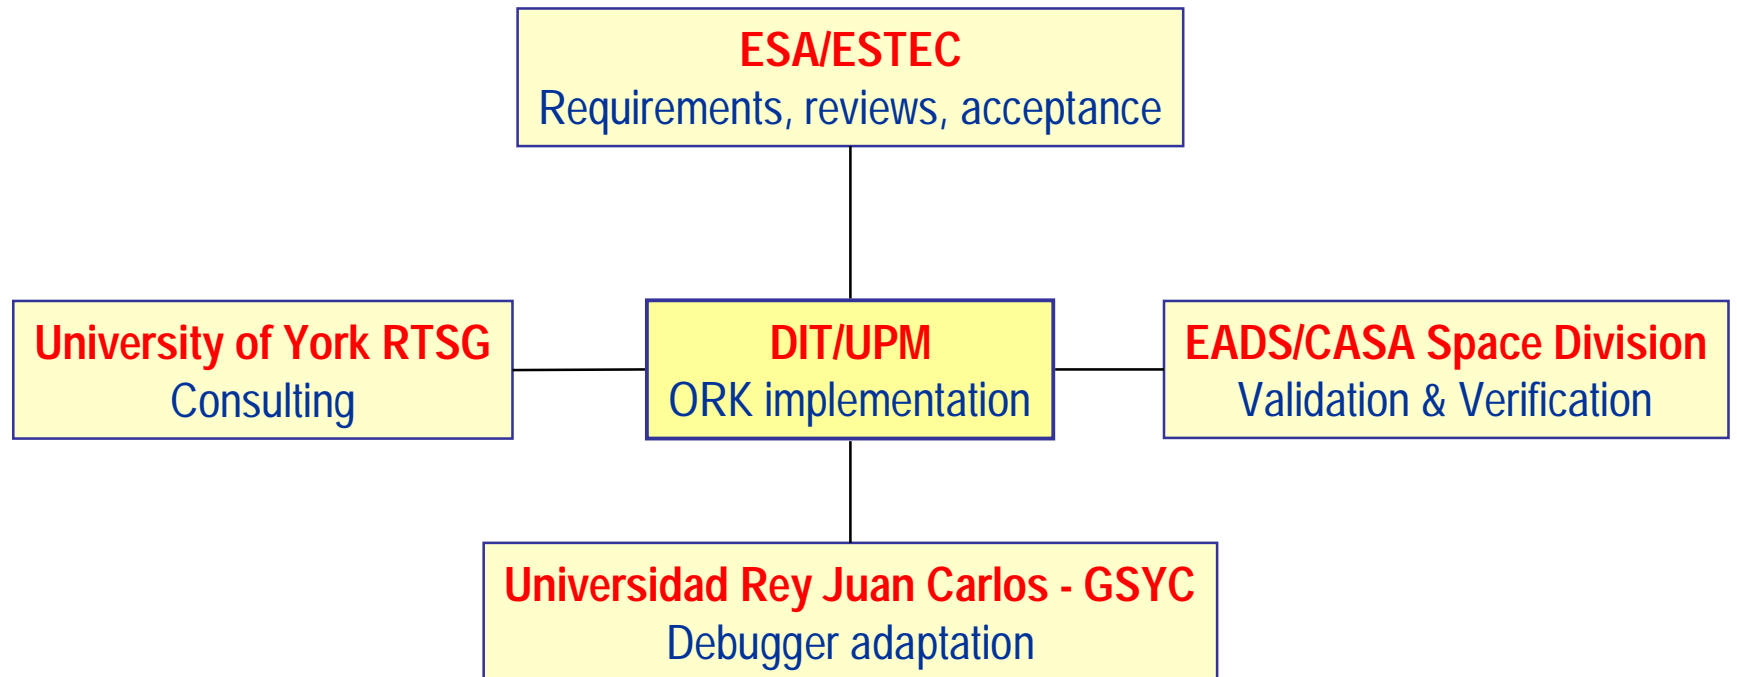 ESA/ESTEC
Requirements, reviews, acceptance
University of York RTSG
Consulting
DIT/UPM
ORK implementation
EADS/CASA Space Division
Validation & Verification
Universidad Rey Juan Carlos - GSYC
Debugger adaptation